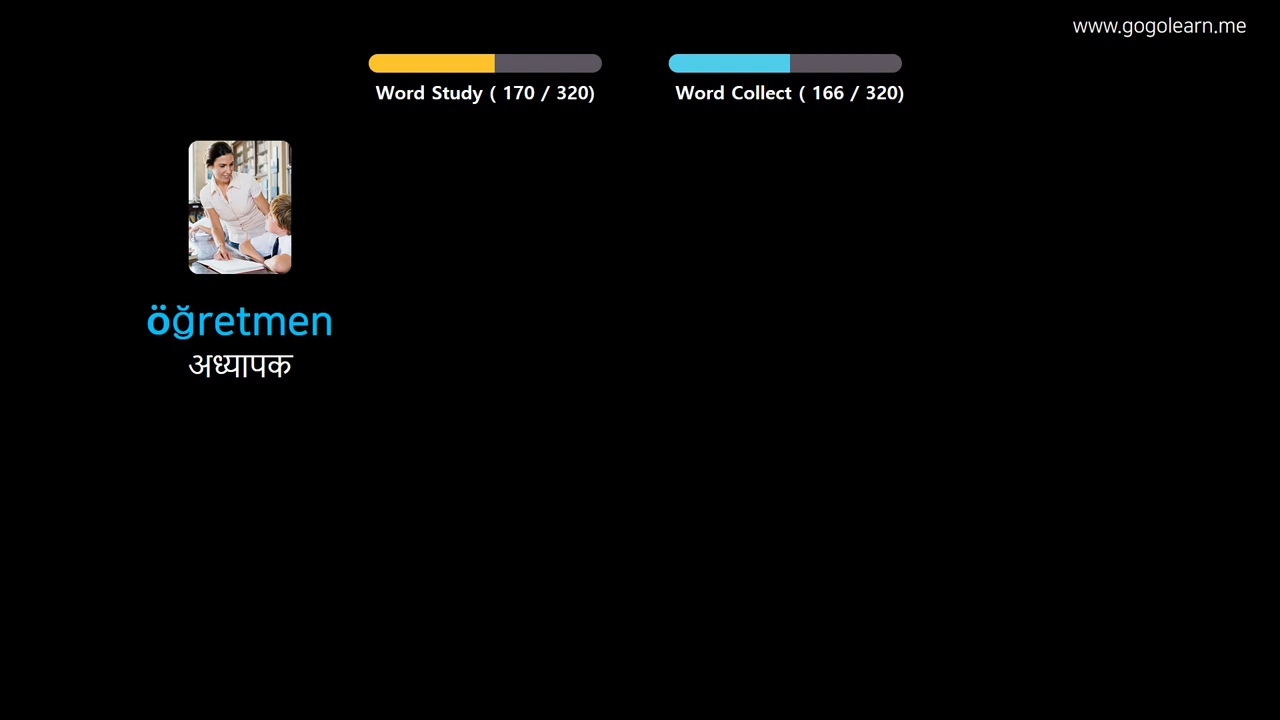 www.gogolearn.me
Word Study ( 170 / 320)
Word Collect ( 166 / 320)
öğretmen
अध्यापक